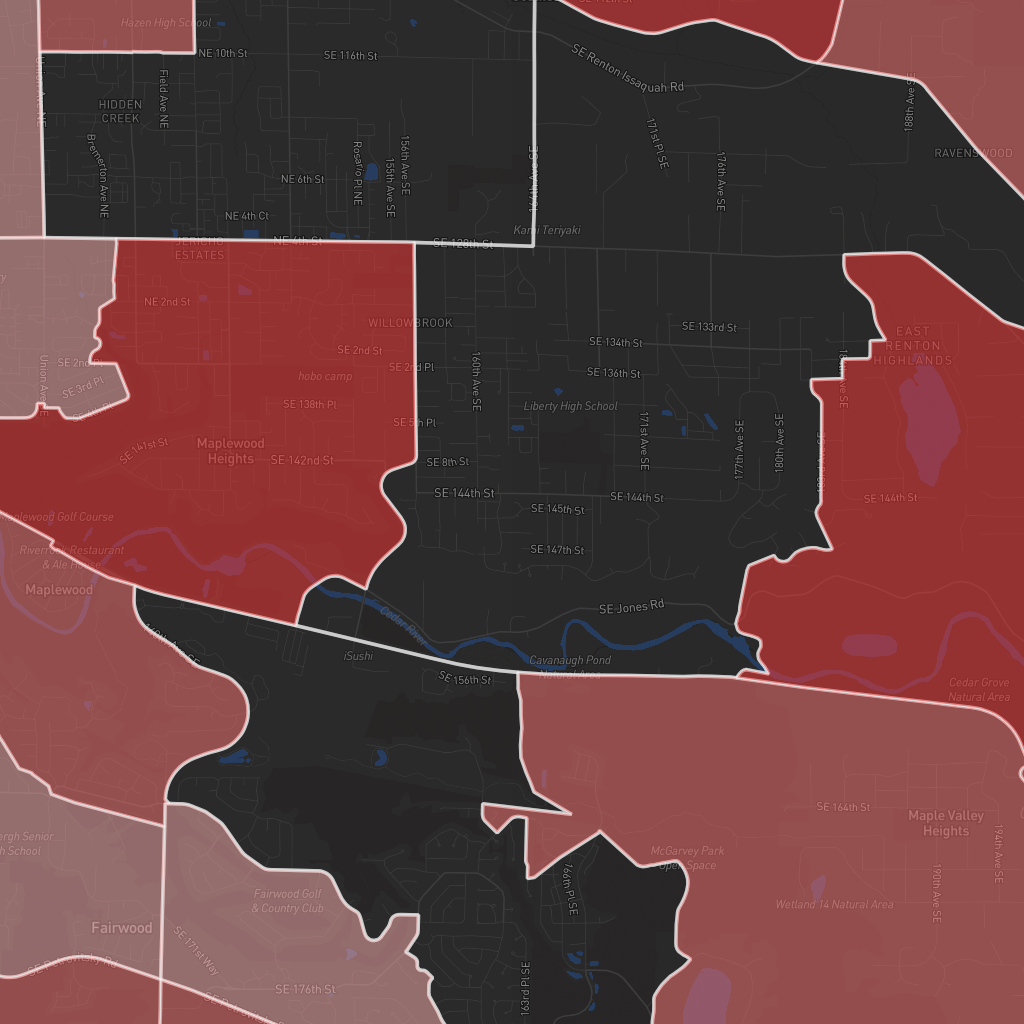 SE 112th St
Hazen High School
NE 10th St
SE 116th St
SE Renton Issaquah Rd
Union Ave NE
Field Ave NE
188th Ave SE
HIDDEN
CREEK
171st Pl SE
RAVENSWOOD
Bremerton Ave NE
Rosario Pl NE
156th Ave SE
155th Ave SE
176th Ave SE
NE 6th St
NE 4th Ct
Kami Teriyaki
NE 4th St
SE 128th St
ESTATES
NE 2nd St
WILLOWBROOK
SE 133rd St
EAST
RENTON
HIGHLANDS
SE 134th St
SE 2nd St
SE 2nd Pl
SE 2nd Pl
Union Ave SE
160th Ave SE
SE 136th St
hobo camp
SE 3rd Pl
SE 138th Pl
Liberty High School
SE 5th Pl
171st Ave SE
177th Ave SE
180th Ave SE
Maplewood
Heights
SE 141st St
SE 142nd St
SE 8th St
SE 144th St
SE 144th St
SE 144th St
SE 145th St
Maplewood Golf Course
Riverrock Restaurant
& Ale House
SE 147th St
Maplewood
SE Jones Rd
Cedar River
140th Ave SE
iSushi
Cavanaugh Pond
Natural Area
SE 156th St
Cedar Grove
Natural Area
SE 164th St
Maple Valley
Heights
194th Ave SE
McGarvey Park
Open Space
190th Ave SE
166th Pl SE
Fairwood Golf
& Country Club
Wetland 14 Natural Area
Fairwood
SE 171st Way
SE 176th St
163rd Pl SE